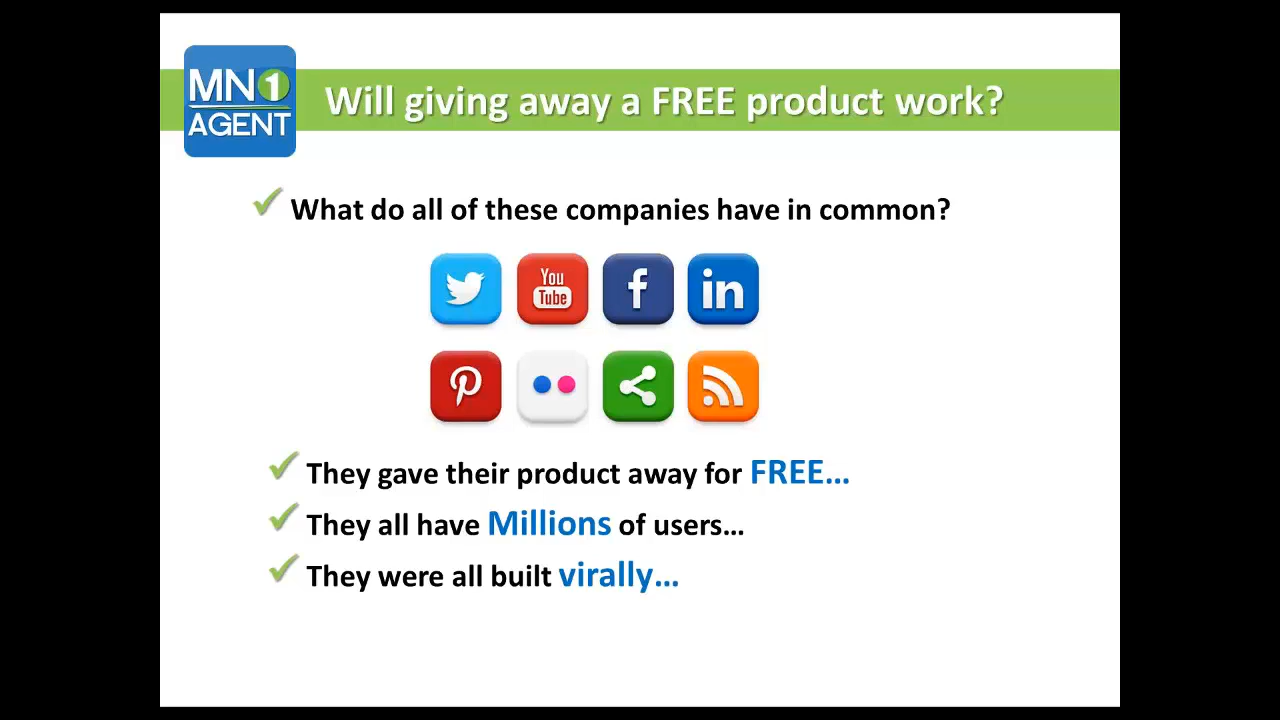 MN1
AGENT
Will giving away a FREE product work?
What do all of these companies have in common?
You
Tube
f
in
They gave their product away for FREE...
They all have Millions of users...
They were all built virally...